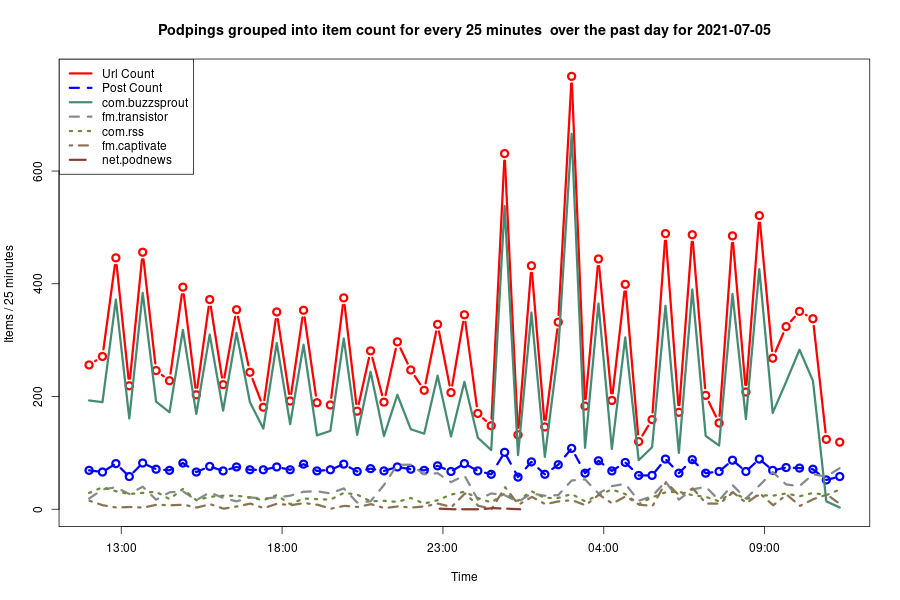 Podpings grouped into item count for every 25 minutes  over the past day for 2021-07-05
Url Count
Post Count
com.buzzsprout
fm.transistor
com.rss
fm.captivate
net.podnews
Items / 25 minutes
600
400
200
0
13:00 18:00 23:00 04:00 09:00
Time